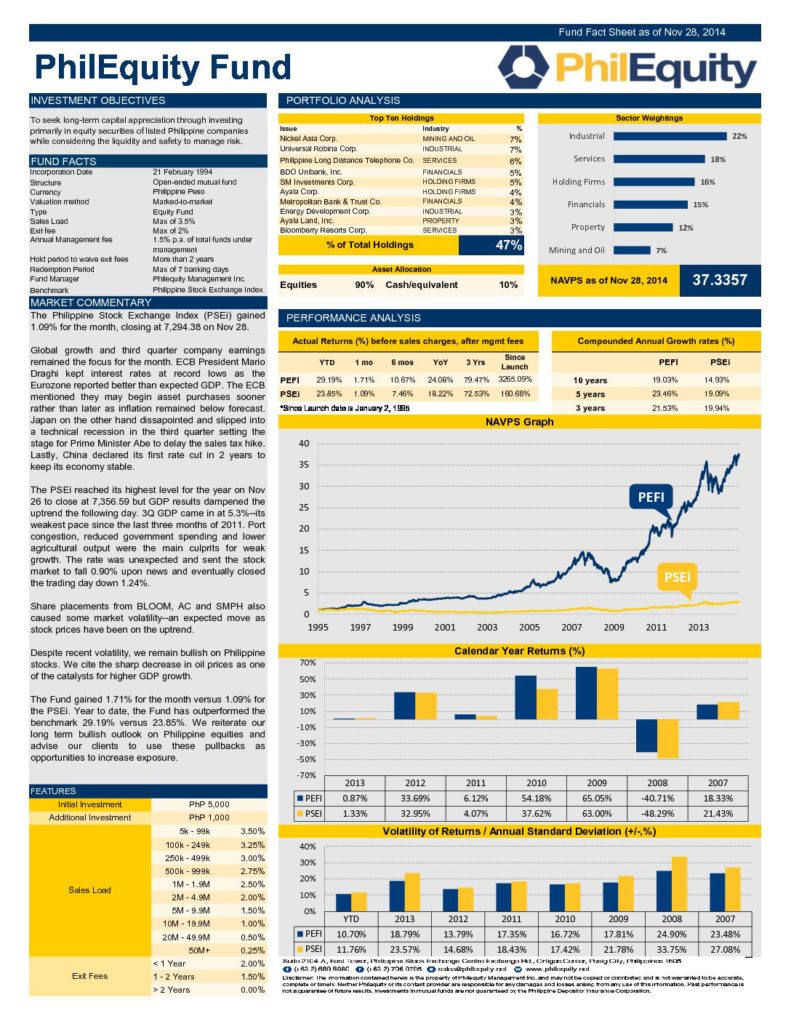 Fund Fact Sheet as of Nov 28, 2014
PhilEquity Fund
PhilEquity
INVESTMENT OBJECTIVES
To seek long-term capital appreciation through investing
primarily in equity securities of listed Philippine companies
while considering the liquidity and safety to manage risk.
FUND FACTS
Incorporation Date 21 February 1994
Structure Open-ended mutual fund
Currency Philippine Peso
Valuation method Marked-to-market
Type Equity Fund
Sales Load Max of 3.5%
Exit fee Max of 2%
Annual Management fee 1.5% p.a. of total funds under
management
Hold period to waive exit fees More than 2 years
Redemption Period Max of 7 banking days
Fund Manager Philequity Management Inc.
Benchmark Philippine Stock Exchange Index
MARKET COMMENTARY
The Philippine Stock Exchange Index (PSEi) gained
1.09% for the month, closing at 7,294.38 on Nov 28.
Global growth and third quarter company earnings
remained the focus for the month. ECB President Mario
Draghi kept interest rates at record lows as the
Eurozone reported better than expected GDP. The ECB
mentioned they may begin asset purchases sooner
rather than later as inflation remained below forecast.
Japan on the other hand dissapointed and slipped into
a technical recession in the third quarter setting the
stage for Prime Minister Abe to delay the sales tax hike.
Lastly, China declared its first rate cut in 2 years to
keep its economy stable.
The PSEi reached its highest level for the year on Nov
26 to close at 7,356.59 but GDP results dampened the
uptrend the following day. 3Q GDP came in at 5.3%--its
weakest pace since the last three months of 2011. Port
congestion, reduced government spending and lower
agricultural output were the main culprits for weak
growth. The rate was unexpected and sent the stock
market to fall 0.90% upon news and eventually closed
the trading day down 1.24%.
Share placements from BLOOM, AC and SMPH also
caused some market volatility--an expected move as
stock prices have been on the uptrend.
Despite recent volatility, we remain bullish on Philippine
stocks. We cite the sharp decrease in oil prices as one
of the catalysts for higher GDP growth.
The Fund gained 1.71% for the month versus 1.09% for
the PSEi. Year to date, the Fund has outperformed the
benchmark 29.19% versus 23.85%. We reiterate our
long term bullish outlook on Philippine equities and
advise our clients to use these pullbacks as
opportunities to increase exposure.
FEATURES
Initial Investment PhP 5,000
Additional Investment PhP 1,000
Sales Load
5k - 99k 3.50%
100k - 249k 3.25%
250k - 499k 3.00%
500k - 999k 2.75%
1M - 1.9M 2.50%
2M - 4.9M 2.00%
5M - 9.9M 1.50%
10M - 19.9M 1.00%
20M - 49.9M 0.50%
50M+ 0.25%
Exit Fees
< 1 Year 2.00%
1 - 2 Years 1.50%
> 2 Years 0.00%
PORTFOLIO ANALYSIS
Top Ten Holdings
Issue Industry %
Nickel Asia Corp. MINING AND OIL 7%
Universal Robina Corp. INDUSTRIAL 7%
Philippine Long Distance Telephone Co. SERVICES 6%
BDO Unibank, Inc. FINANCIALS 5%
SM Investments Corp. HOLDING FIRMS 5%
Ayala Corp. HOLDING FIRMS 4%
Metropolitan Bank & Trust Co. FINANCIALS 4%
Energy Development Corp. INDUSTRIAL 3%
Ayala Land, Inc. PROPERTY 3%
Bloomberry Resorts Corp. SERVICES 3%
% of Total Holdings 47%
Asset Allocation
Equities 90% Cash/equivalent 10%
Sector Weightings
Industrial 22%
Services 18%
Holding Firms 16%
Financials 15%
Property 12%
Mining and Oil 7%
NAVPS as of Nov 28, 2014 37.3357
PERFORMANCE ANALYSIS
Actual Returns (%) before sales charges, after mgmt fees
YTD 1 mo 6 mos YoY 3 Yrs Since Launch
PEFI 29.19% 1.71% 10.67% 24.08% 79.47% 3265.09%
PSEi 23.85% 1.09% 7.46% 18.22% 72.53% 160.68%
*Since Launch date is January 2, 1995
Compounded Annual Growth rates (%)
PEFI PSEi
10 years 19.03% 14.93%
5 years 23.46% 19.09%
3 years 21.53% 19.94%
NAVPS Graph
40
35
30
25
20
15
10
5
0
PEFI
PSEi
1995 1997 1999 2001 2003 2005 2007 2009 2011 2013
Calendar Year Returns (%)
70%
50%
30%
10%
-10%
-30%
-50%
-70%
2013 2012 2011 2010 2009 2008 2007
PEFI 0.87% 33.69% 6.12% 54.18% 65.05% -40.71% 18.33%
PSEI 1.33% 32.95% 4.07% 37.62% 63.00% -48.29% 21.43%
Volatility of Returns / Annual Standard Deviation (+/-,%)
40%
30%
20%
10%
0%
YTD 2013 2012 2011 2010 2009 2008 2007
PEFI 10.70% 18.79% 13.79% 17.35% 16.72% 17.81% 24.90% 23.48%
PSEI 11.76% 23.57% 14.68% 18.43% 17.42% 21.78% 33.75% 27.08%
Suite 2104 A, East Tower, Philippine Stock Exchange Centre Exchange Rd., Ortigas Center, Pasig City, Philippines 1605
(+63 2) 680 8080 (+63 2) 706 0795 sales@philequity.net www.philequity.net
Disclaimer: The information contained herein is the property of Philequity Management Inc. and may not be copied or distributed and is not warranted to be accurate,
complete or timely. Neither Philequity or its content provider are responsible for any damages and losses arising from any use of this information. Past performance is
not a guarantee of future results. Investments in mutual funds are not guaranteed by the Philippine Depositor Insurance Corporation.